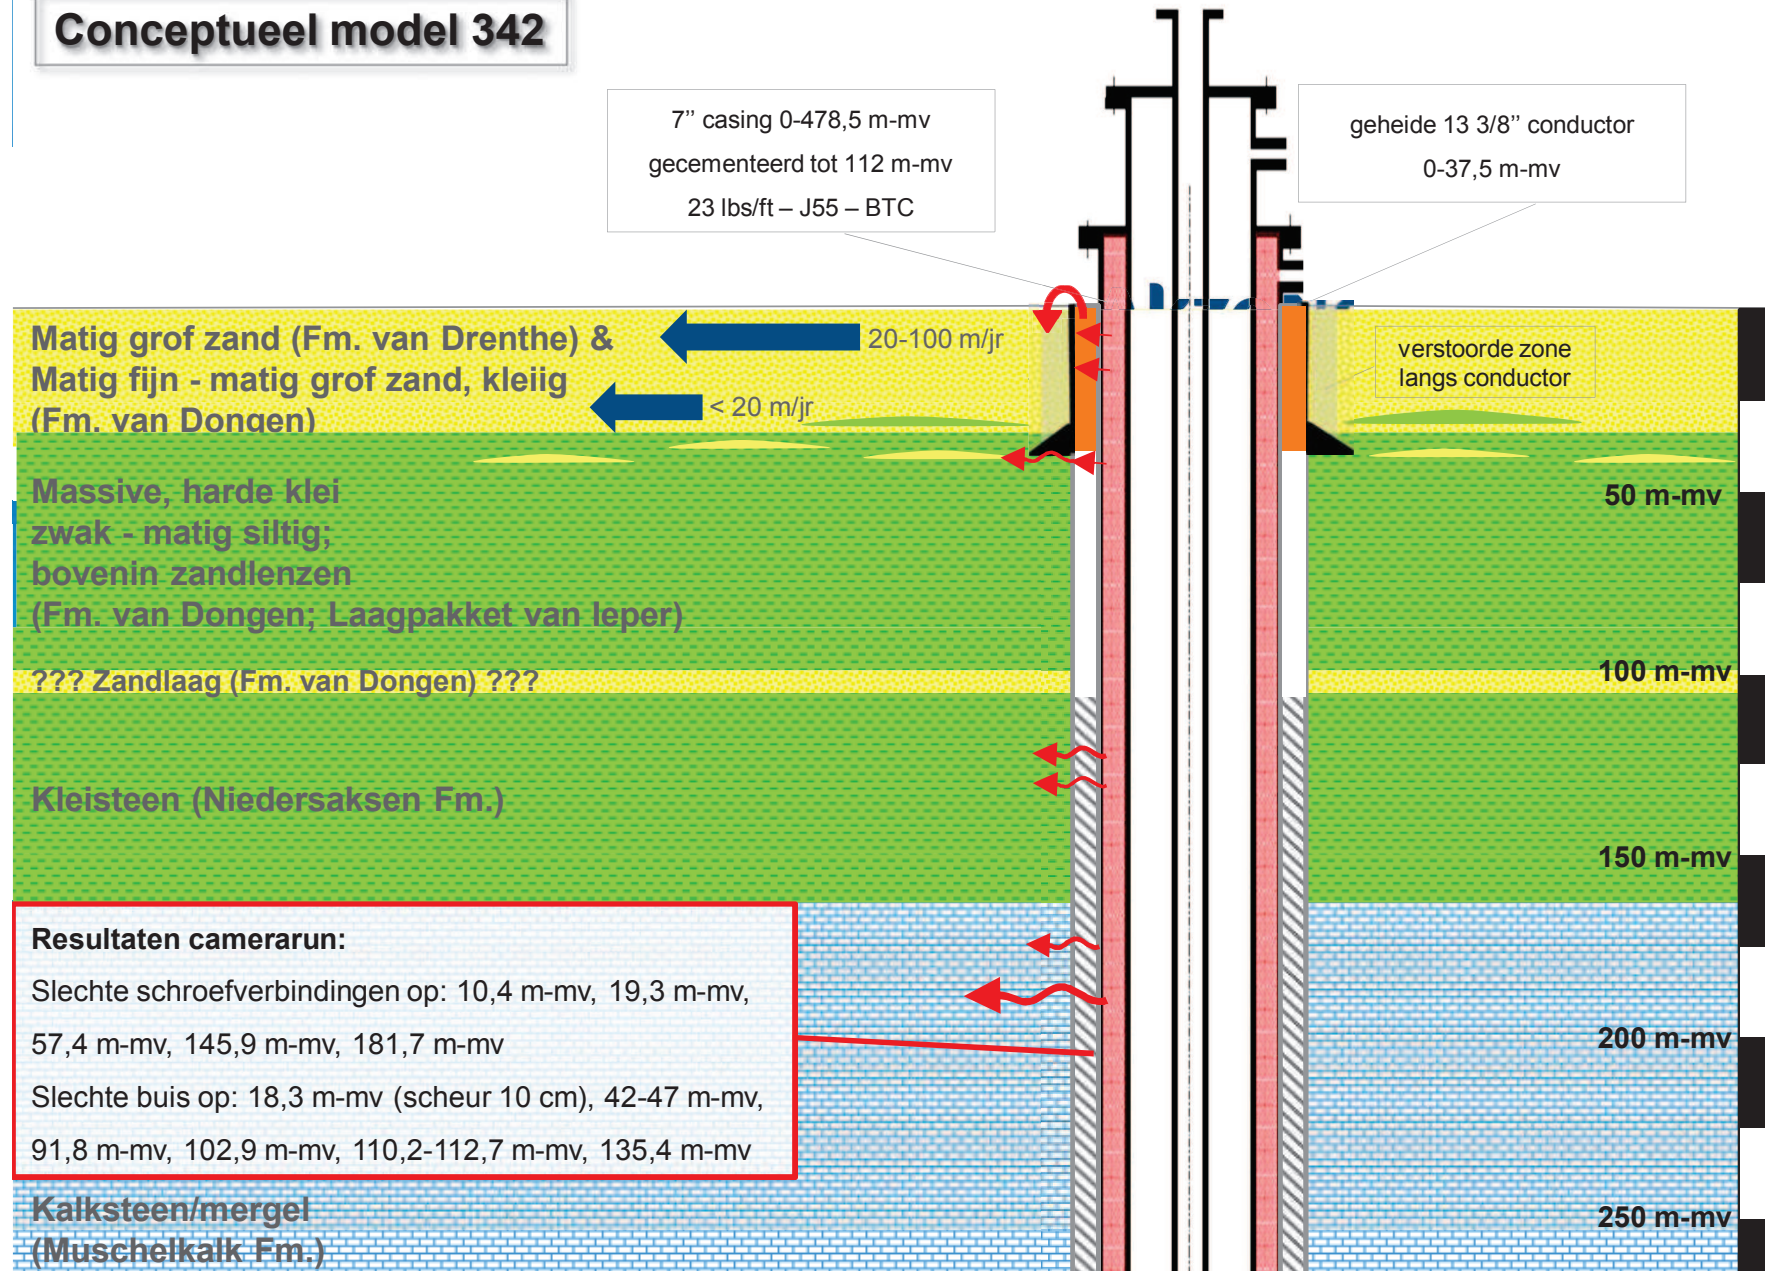 Conceptueel model 342
7’’ casing 0-478,5 m-mv
gecementeerd tot 112 m-mv
23 lbs/ft – J55 – BTC
geheide 13 3/8’’ conductor
0-37,5 m-mv
Matig grof zand (Fm. van Drenthe) &
Matig fijn - matig grof zand, kleiig
(Fm. van Dongen)
20-100 m/jr
< 20 m/jr
verstoorde zone
langs conductor
Massive, harde klei
zwak - matig siltig;
bovenin zandlenzen
(Fm. van Dongen; Laagpakket van Ieper)
50 m-mv
??? Zandlaag (Fm. van Dongen) ???
100 m-mv
Kleisteen (Niedersaksen Fm.)
150 m-mv
Resultaten camerarun:
Slechte schroefverbindingen op: 10,4 m-mv, 19,3 m-mv,
57,4 m-mv, 145,9 m-mv, 181,7 m-mv
Slechte buis op: 18,3 m-mv (scheur 10 cm), 42-47 m-mv,
91,8 m-mv, 102,9 m-mv, 110,2-112,7 m-mv, 135,4 m-mv
200 m-mv
Kalksteen/mergel
(Muschelkalk Fm.)
250 m-mv